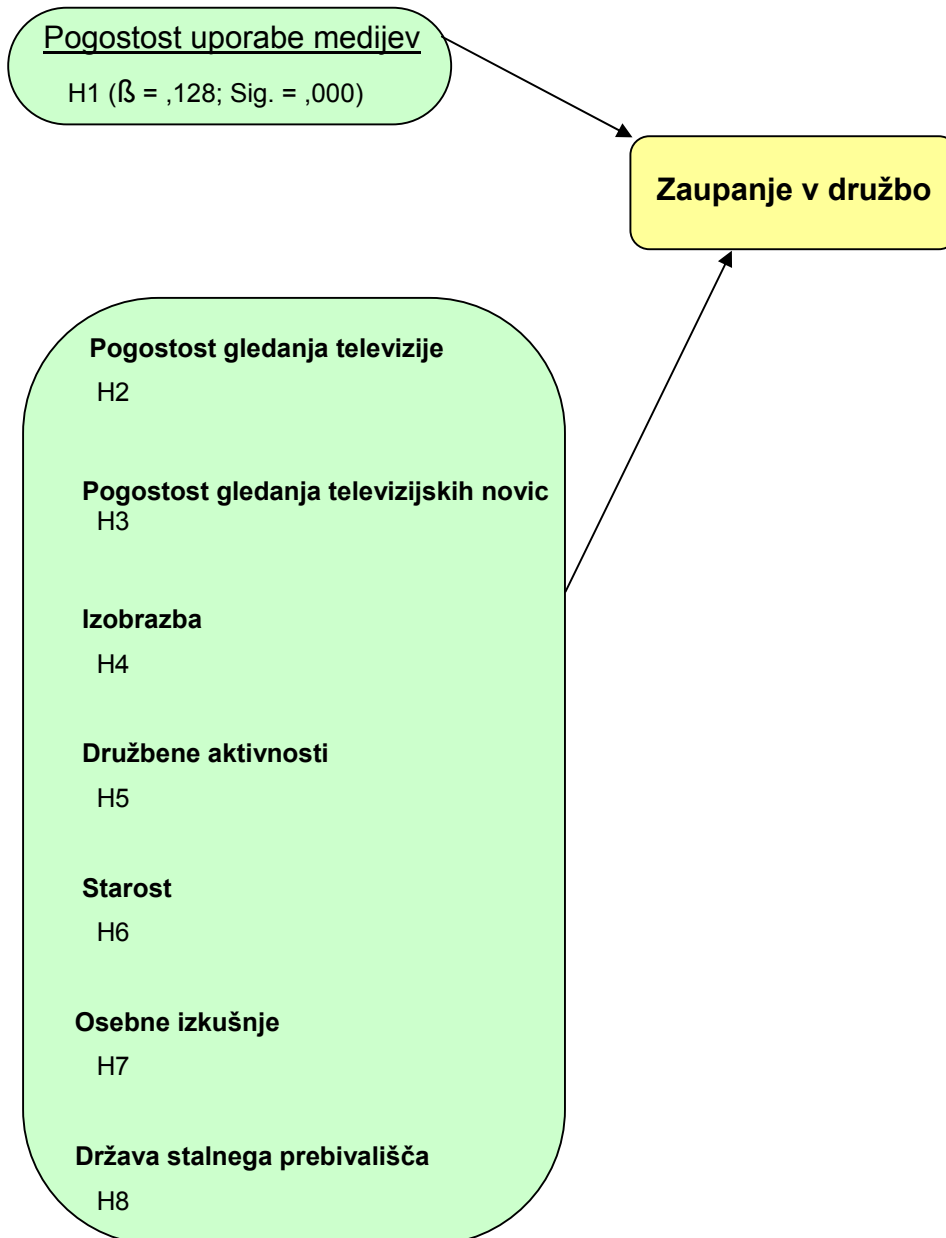 Pogostost uporabe medijev
H1 (ß = ,128; Sig. = ,000)
Zaupanje v družbo
Pogostost gledanja televizije
H2
Pogostost gledanja televizijskih novic
H3
Izobrazba
H4
Družbene aktivnosti
H5
Starost
H6
Osebne izkušnje
H7
Država stalnega prebivališča
H8